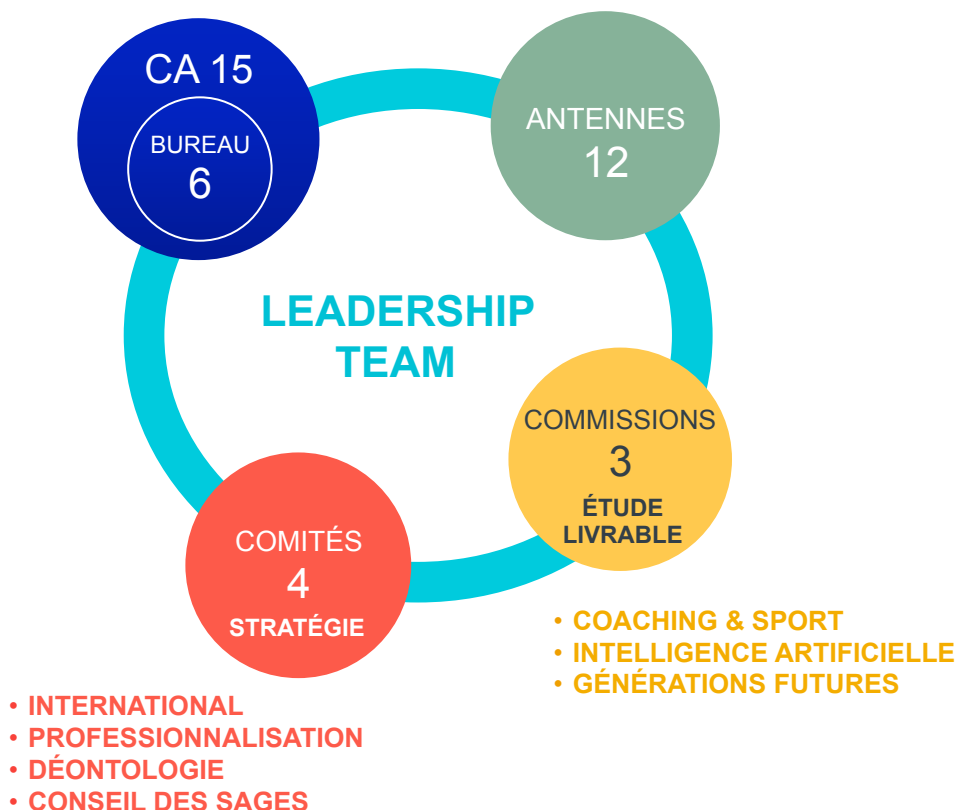 CA 15
BUREAU
6
ANTENNES
12
LEADERSHIP
TEAM
COMMISSIONS
3
ÉTUDE
LIVRABLE
COMITÉS
4
STRATÉGIE
• COACHING & SPORT
• INTELLIGENCE ARTIFICIELLE
• GÉNÉRATIONS FUTURES
• INTERNATIONAL
• PROFESSIONNALISATION
• DÉONTOLOGIE
• CONSEIL DES SAGES